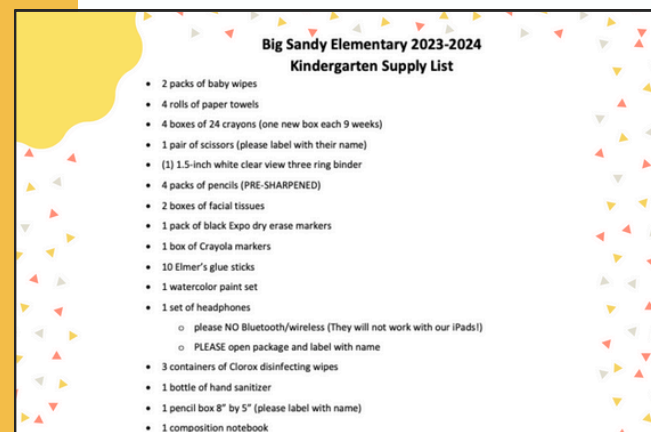 Big Sandy Elementary 2023-2024
Kindergarten Supply List
• 2 packs of baby wipes
• 4 rolls of paper towels
• 4 boxes of 24 crayons (one new box each 9 weeks)
• 1 pair of scissors (please label with their name)
• (1) 1.5-inch white clear view three ring binder
• 4 packs of pencils (PRE-SHARPENED)
• 2 boxes of facial tissues
• 1 pack of black Expo dry erase markers
• 1 box of Crayola markers
• 10 Elmer's glue sticks
• 1 watercolor paint set
• 1 set of headphones
o please NO Bluetooth/wireless (They will not work with our iPads!)
o PLEASE open package and label with name
• 3 containers of Clorox disinfecting wipes
• 1 bottle of hand sanitizer
• 1 pencil box 8" by 5" (please label with name)
• 1 composition notebook